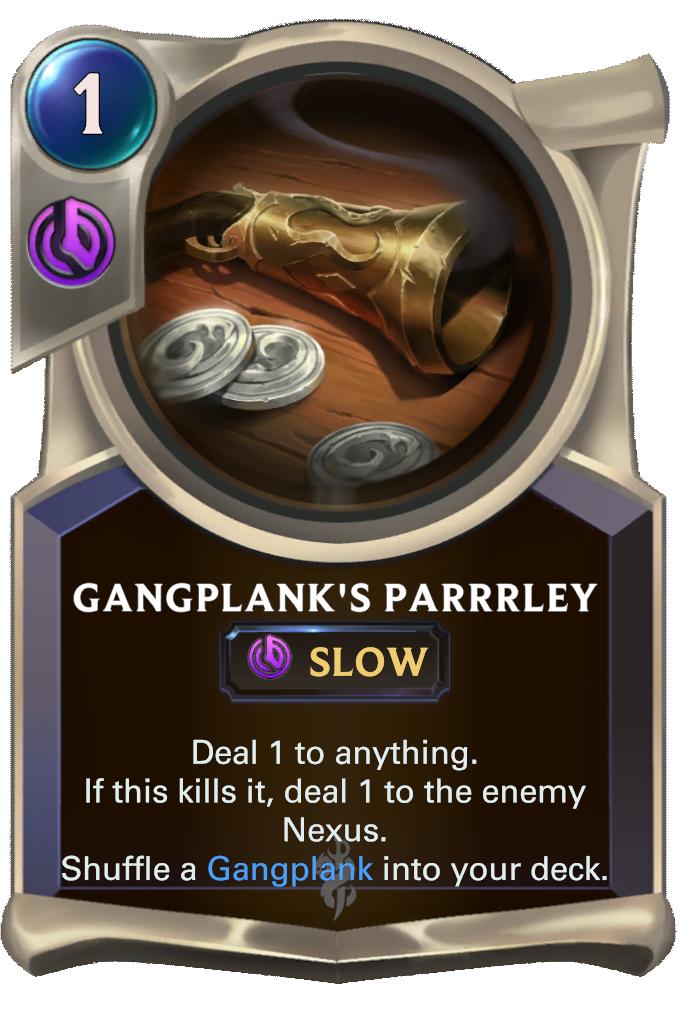 1
GANGPLANK'S PARRRLEY
SLOW
Deal 1 to anything.
If this kills it, deal 1 to the enemy
Nexus.
Shuffle a Gangplank into your deck.